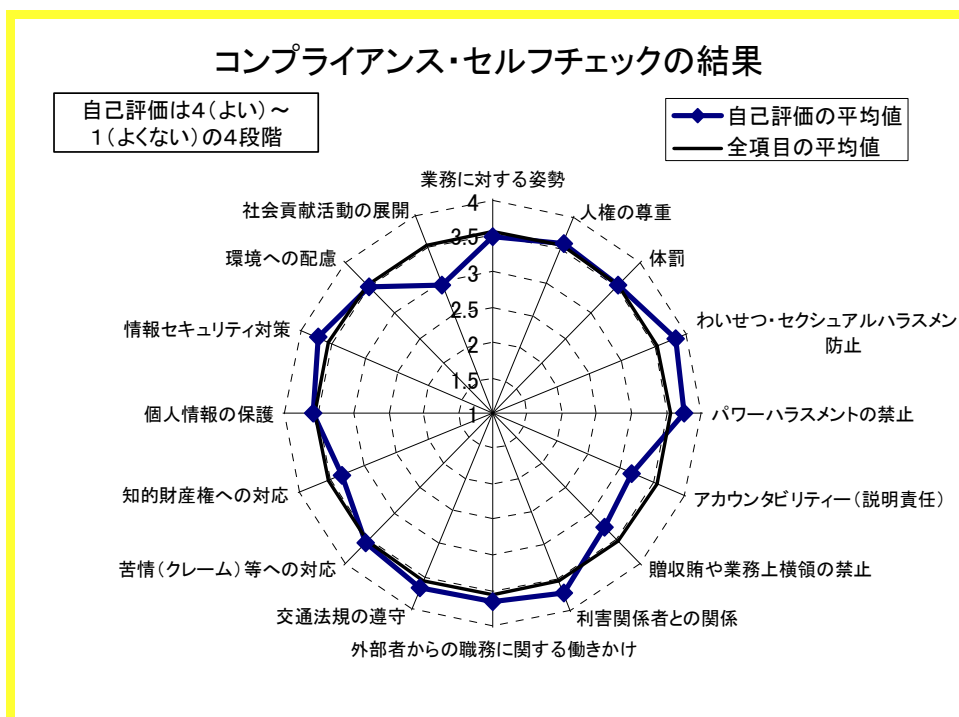 コンプライアンス・セルフチェックの結果
自己評価は4(よい)～
1(よくない)の4段階
自己評価の平均値
全項目の平均値
業務に対する姿勢
人権の尊重
体罰
わいせつ・セクシュアルハラスメン
防止
パワーハラスメントの禁止
アカウンタビリティー(説明責任)
贈収賄や業務上横領の禁止
利害関係者との関係
外部者からの職務に関する働きかけ
交通法規の遵守
苦情(クレーム)等への対応
知的財産権への対応
個人情報の保護
情報セキュリティ対策
環境への配慮
社会貢献活動の展開
4
3.5
3
2.5
2
1.5
1